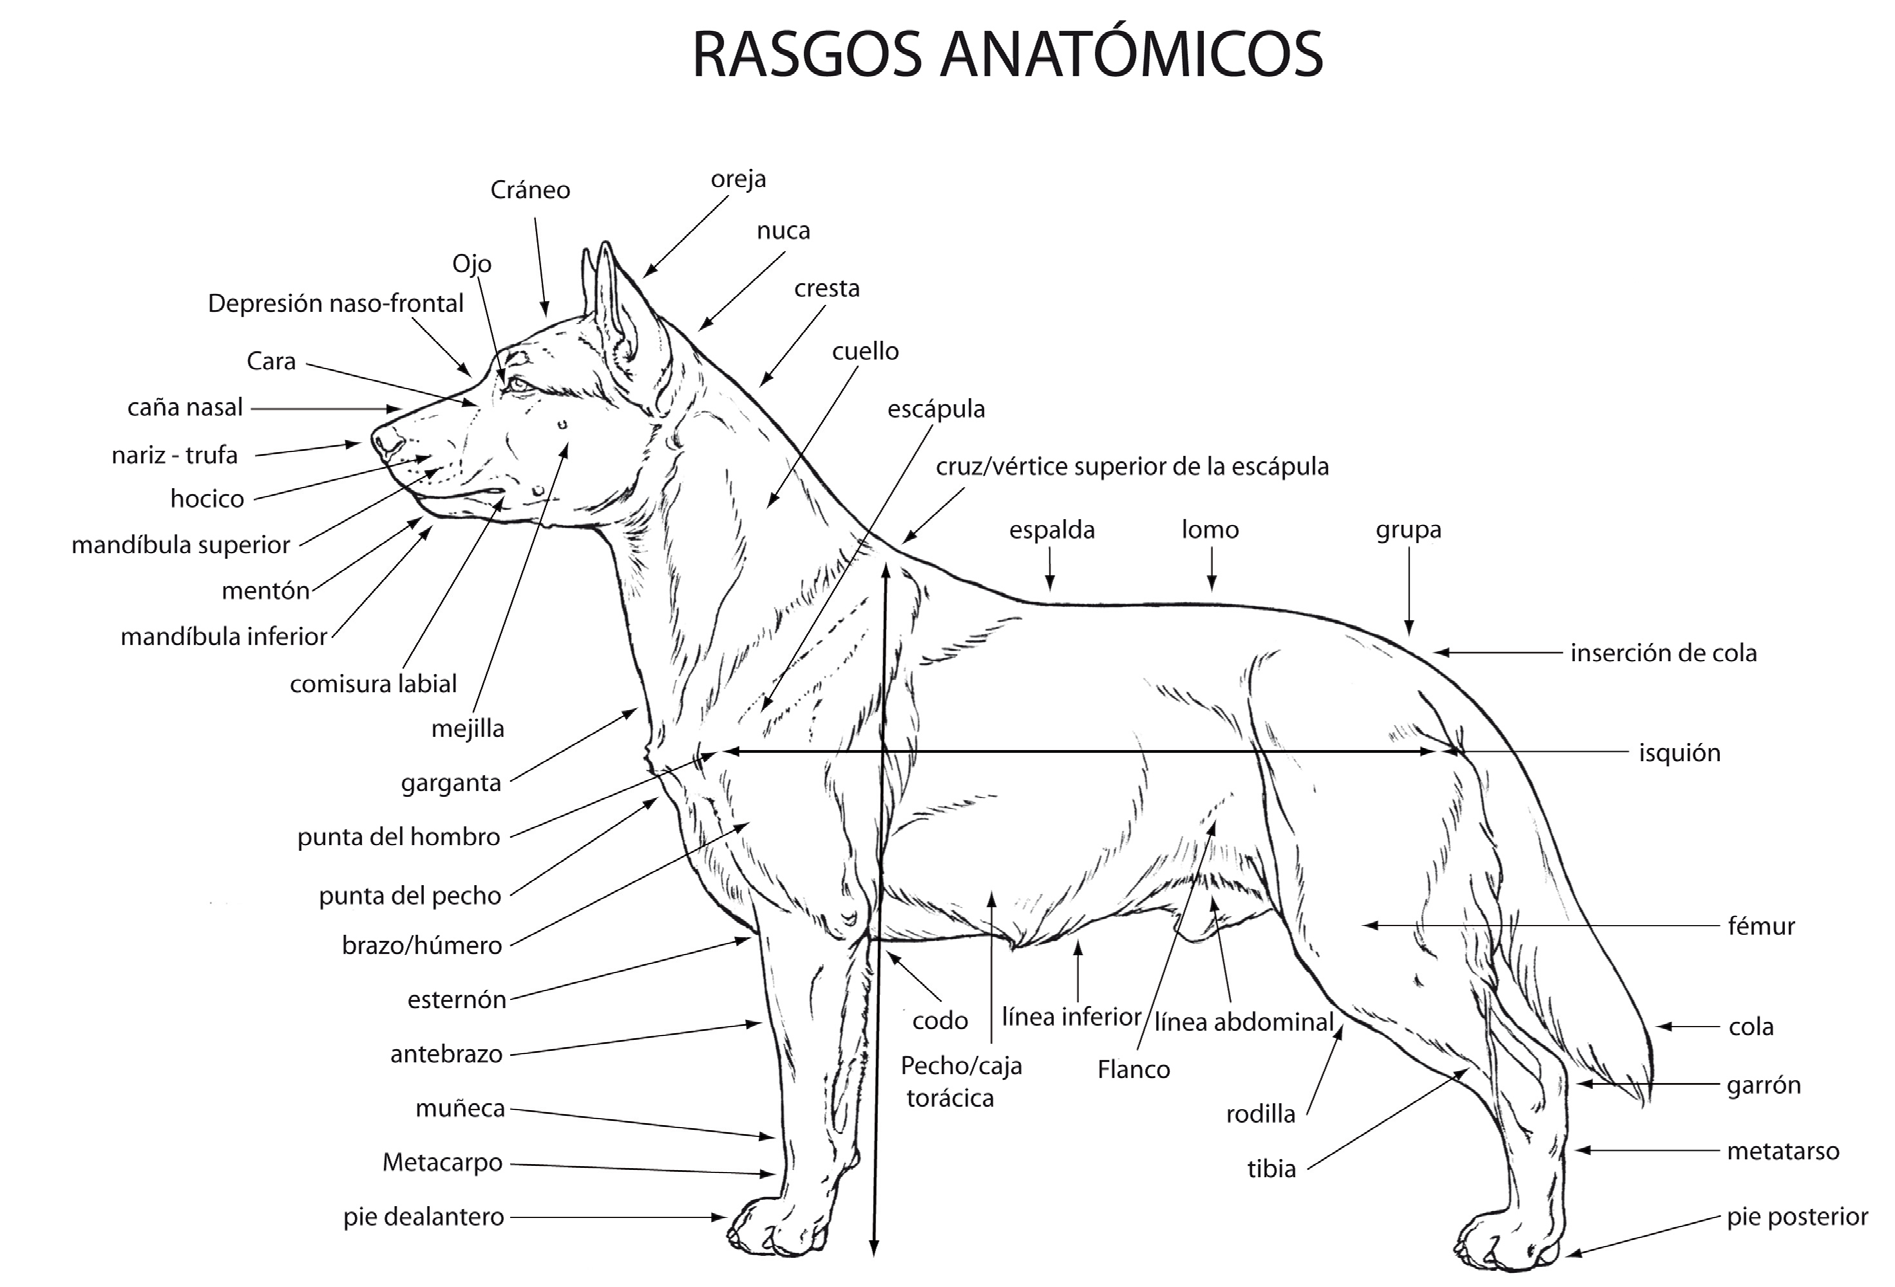 RASGOS ANATÓMICOS
Cráneo
oreja
nuca
Ojo
cresta
Depresión naso-frontal
cuello
Cara
caña nasal
escápula
nariz - trufa
cruz/vértice superior de la escápula
hocico
espalda
lomo
grupa
mandíbula superior
mentón
mandíbula inferior
inserción de cola
comisura labial
mejilla
isquión
garganta
punta del hombro
punta del pecho
fémur
brazo/húmero
esternón
codo
línea inferior
línea abdominal
cola
antebrazo
Pecho/caja
torácica
Flanco
garrón
muñeca
rodilla
metatarso
Metacarpo
tibia
pie dealantero
pie posterior